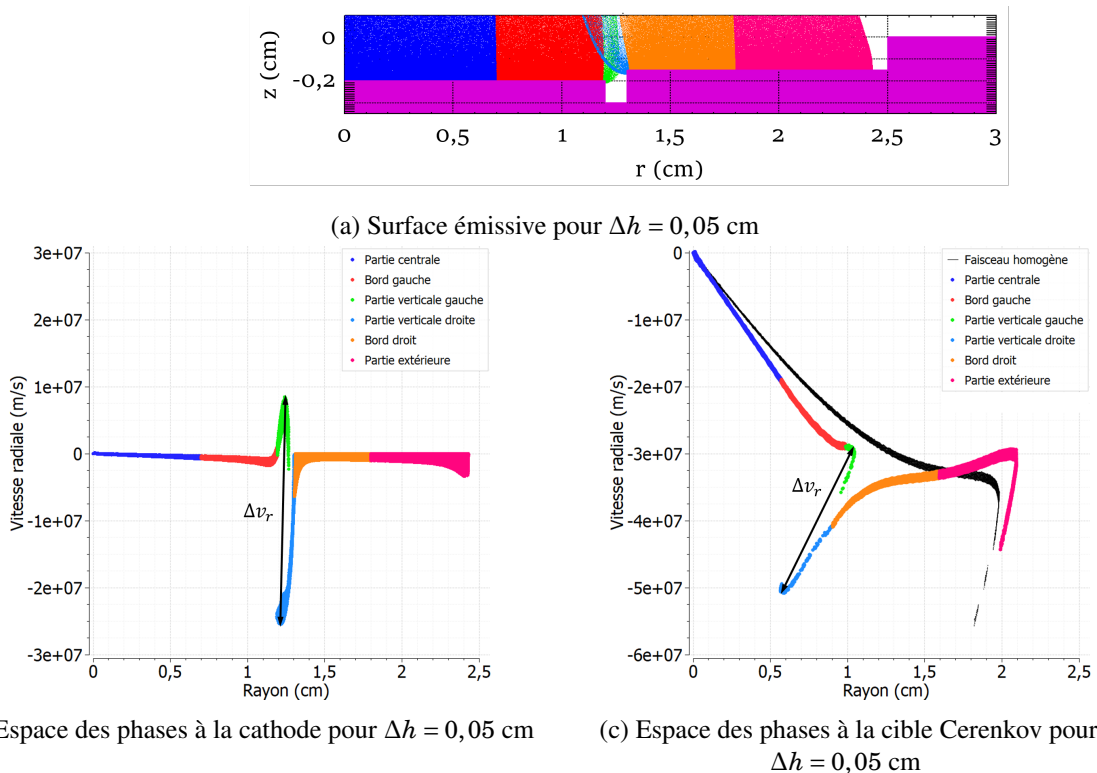 z (cm)
0
-0,2
0 0,5 1 1,5 2 2,5 3
r (cm)
(a) Surface émissive pour Δh = 0,05 cm
3e+07
2e+07
1e+07
0
-1e+07
-2e+07
-3e+07
Vitesse radiale (m/s)
Partie centrale
Bord gauche
Partie verticale gauche
Partie verticale droite
Bord droit
Partie extérieure
Δvᵣ
0 0,5 1 1,5 2 2,5
Rayon (cm)
Espace des phases à la cathode pour Δh = 0,05 cm
0
-1e+07
-2e+07
-3e+07
-4e+07
-5e+07
-6e+07
Vitesse radiale (m/s)
Faisceau homogène
Partie centrale
Bord gauche
Partie verticale gauche
Partie verticale droite
Bord droit
Partie extérieure
Δvᵣ
0 0,5 1 1,5 2 2,5
Rayon (cm)
(c) Espace des phases à la cible Cerenkov pour
Δh = 0,05 cm